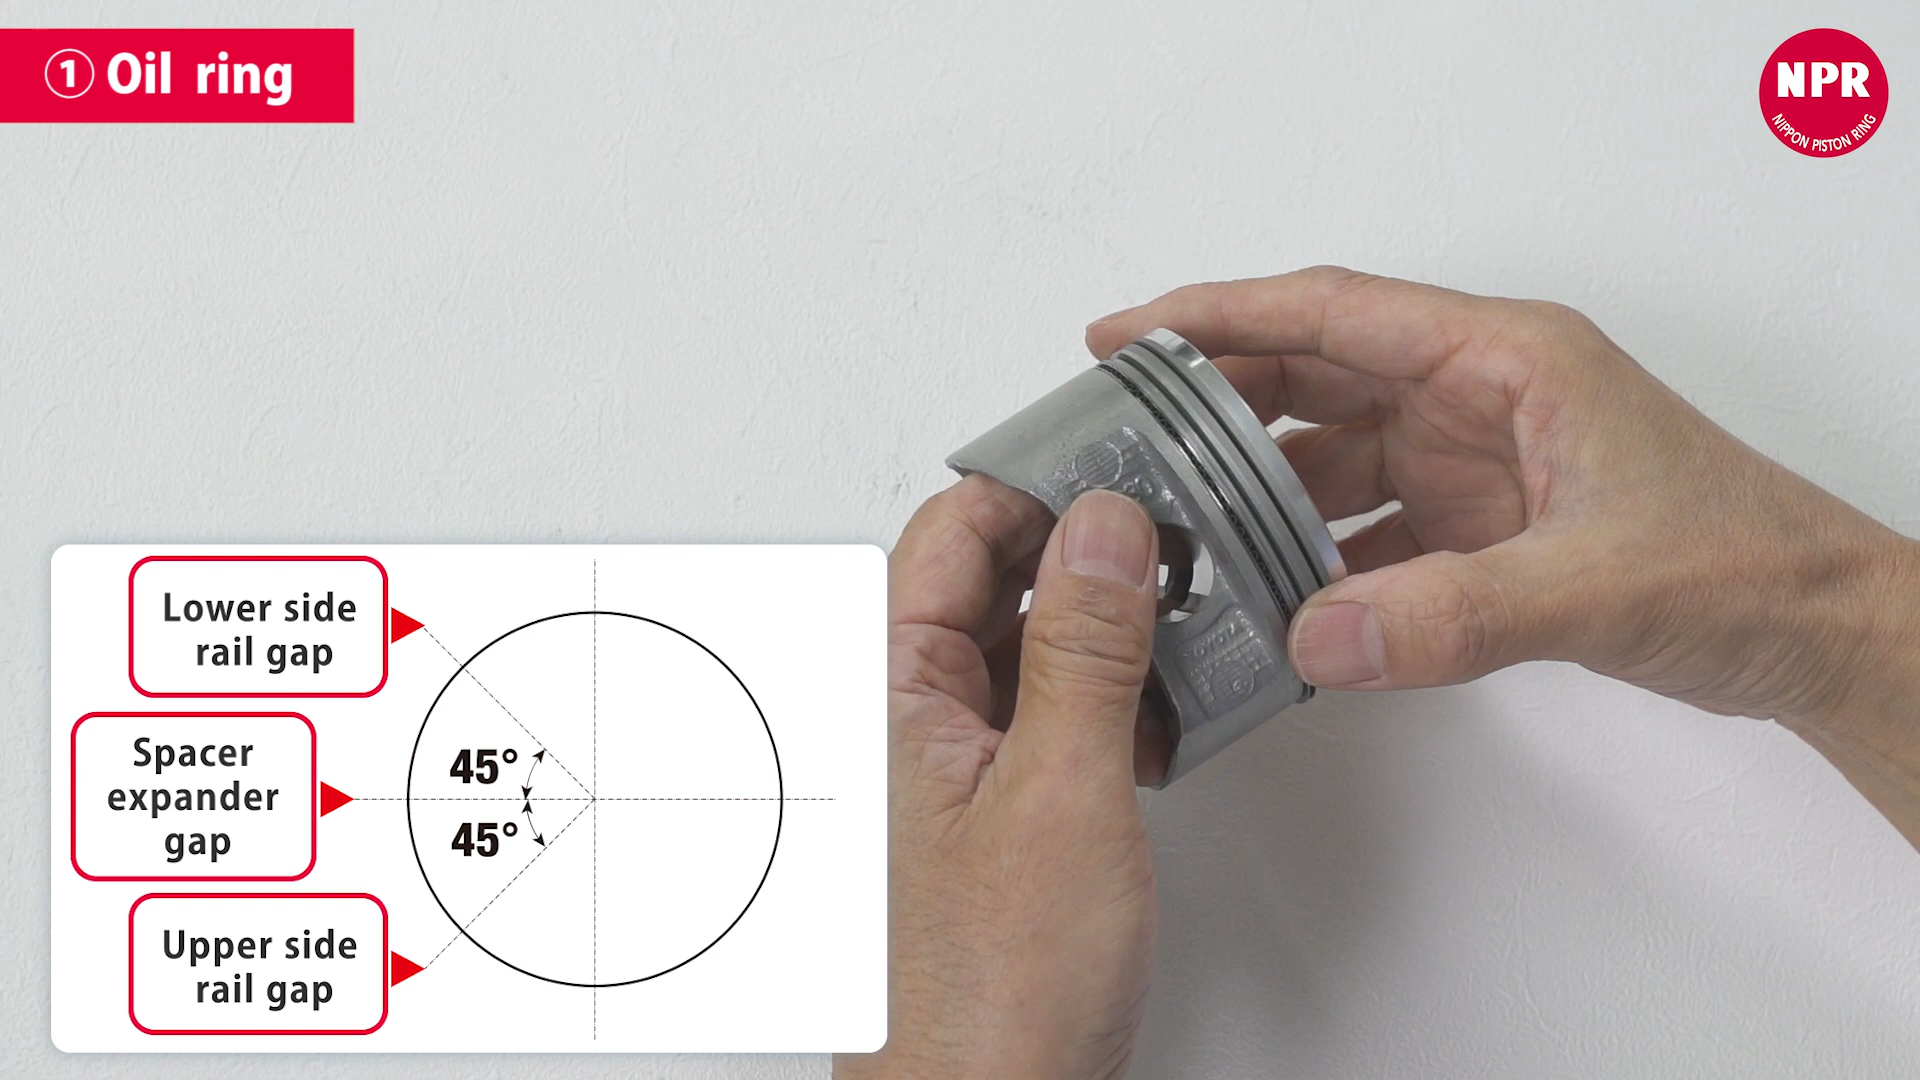 ① Oil ring
NPR
NIPPON PISTON RING
Lower side
rail gap
Spacer
expander
gap
Upper side
rail gap
45°
45°